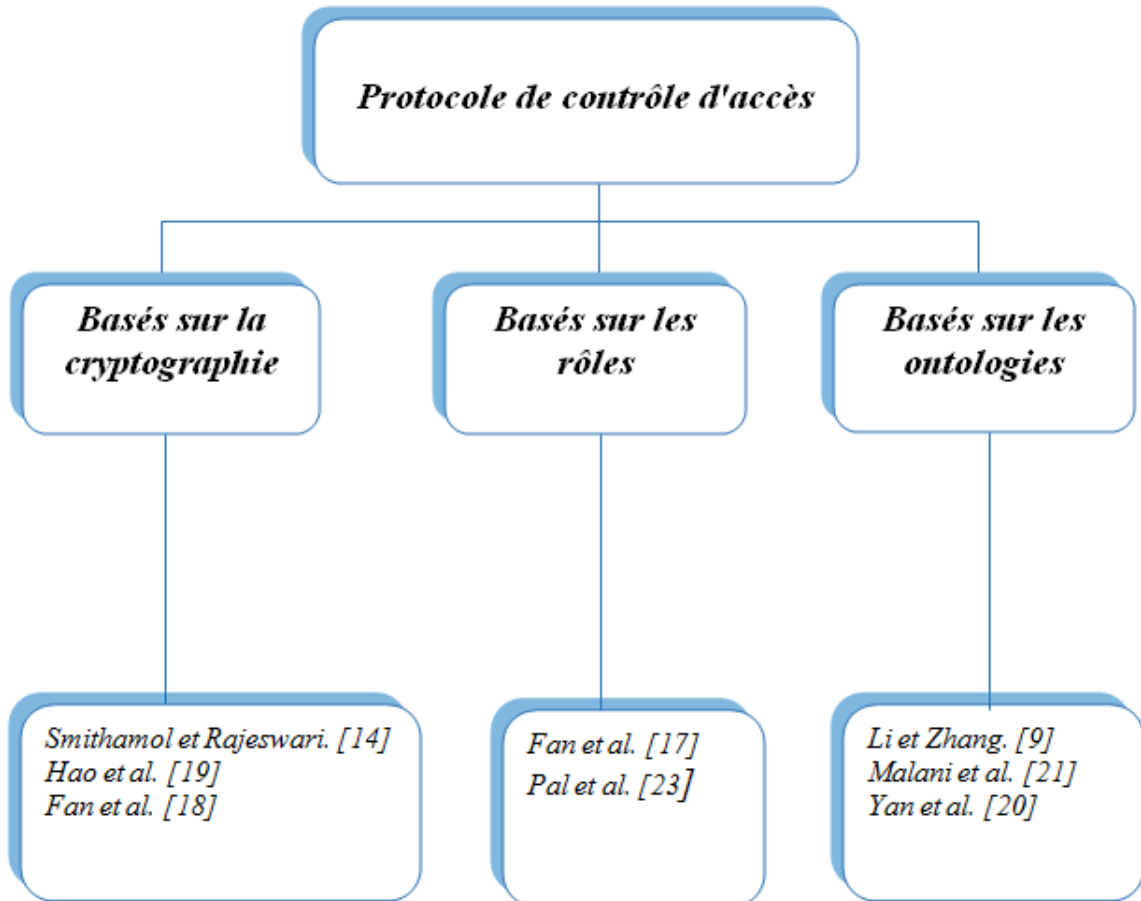 Protocole de contrôle d'accès
Basés sur la
cryptographie
Basés sur les
rôles
Basés sur les
ontologies
Smithamol et Rajeswari. [14]
Hao et al. [19]
Fan et al. [18]
Fan et al. [17]
Pal et al. [23]
Li et Zhang. [9]
Malani et al. [21]
Yan et al. [20]